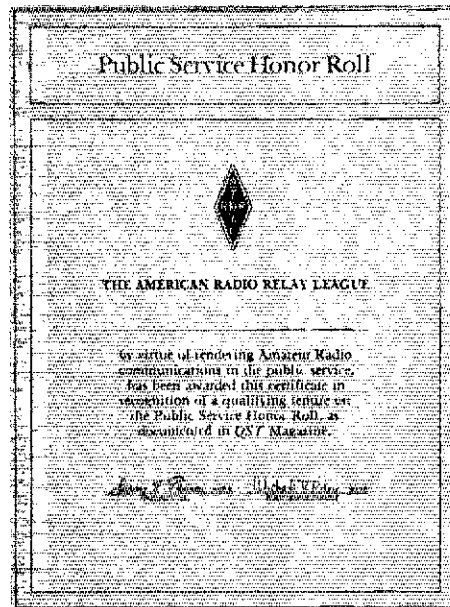 Public Service Honor Roll
THE AMERICAN RADIO RELAY LEAGUE
by virtue of rendering Amateur Radio
communications in the public service,
has been awarded this certificate in
recognition of a qualifying tenure on
the Public Service Honor Roll, as
documented in QST Magazine.